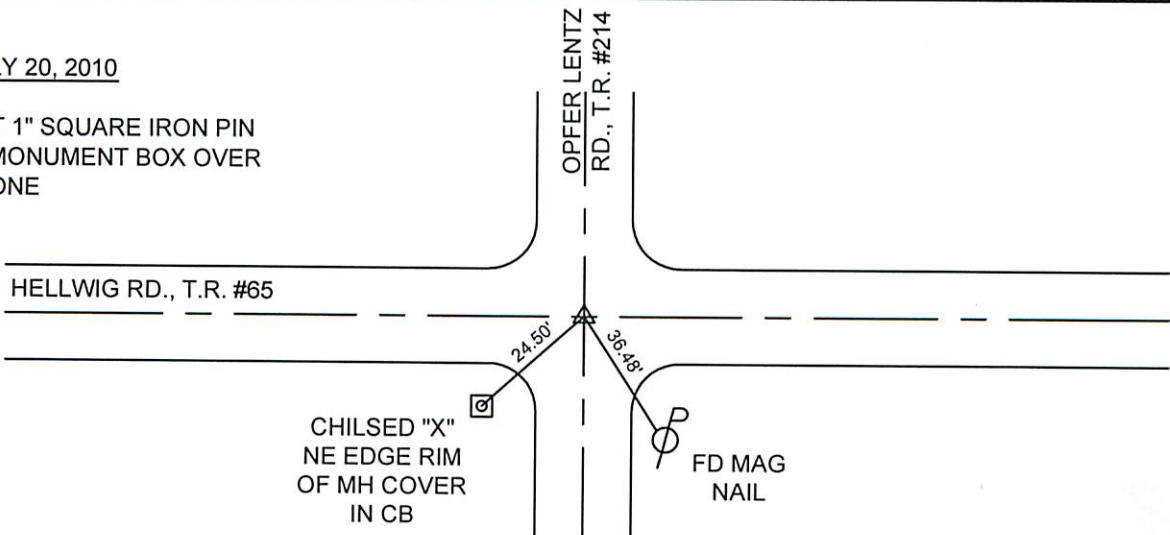 20, 2010
1" SQUARE IRON PIN
MONUMENT BOX OVER
OPFER LENTZ
RD., T.R. #214
HELLWIG RD., T.R. #65
24.50'
36.48'
CHILSED "X"
NE EDGE RIM
OF MH COVER
IN CB
P
FD MAG
NAIL